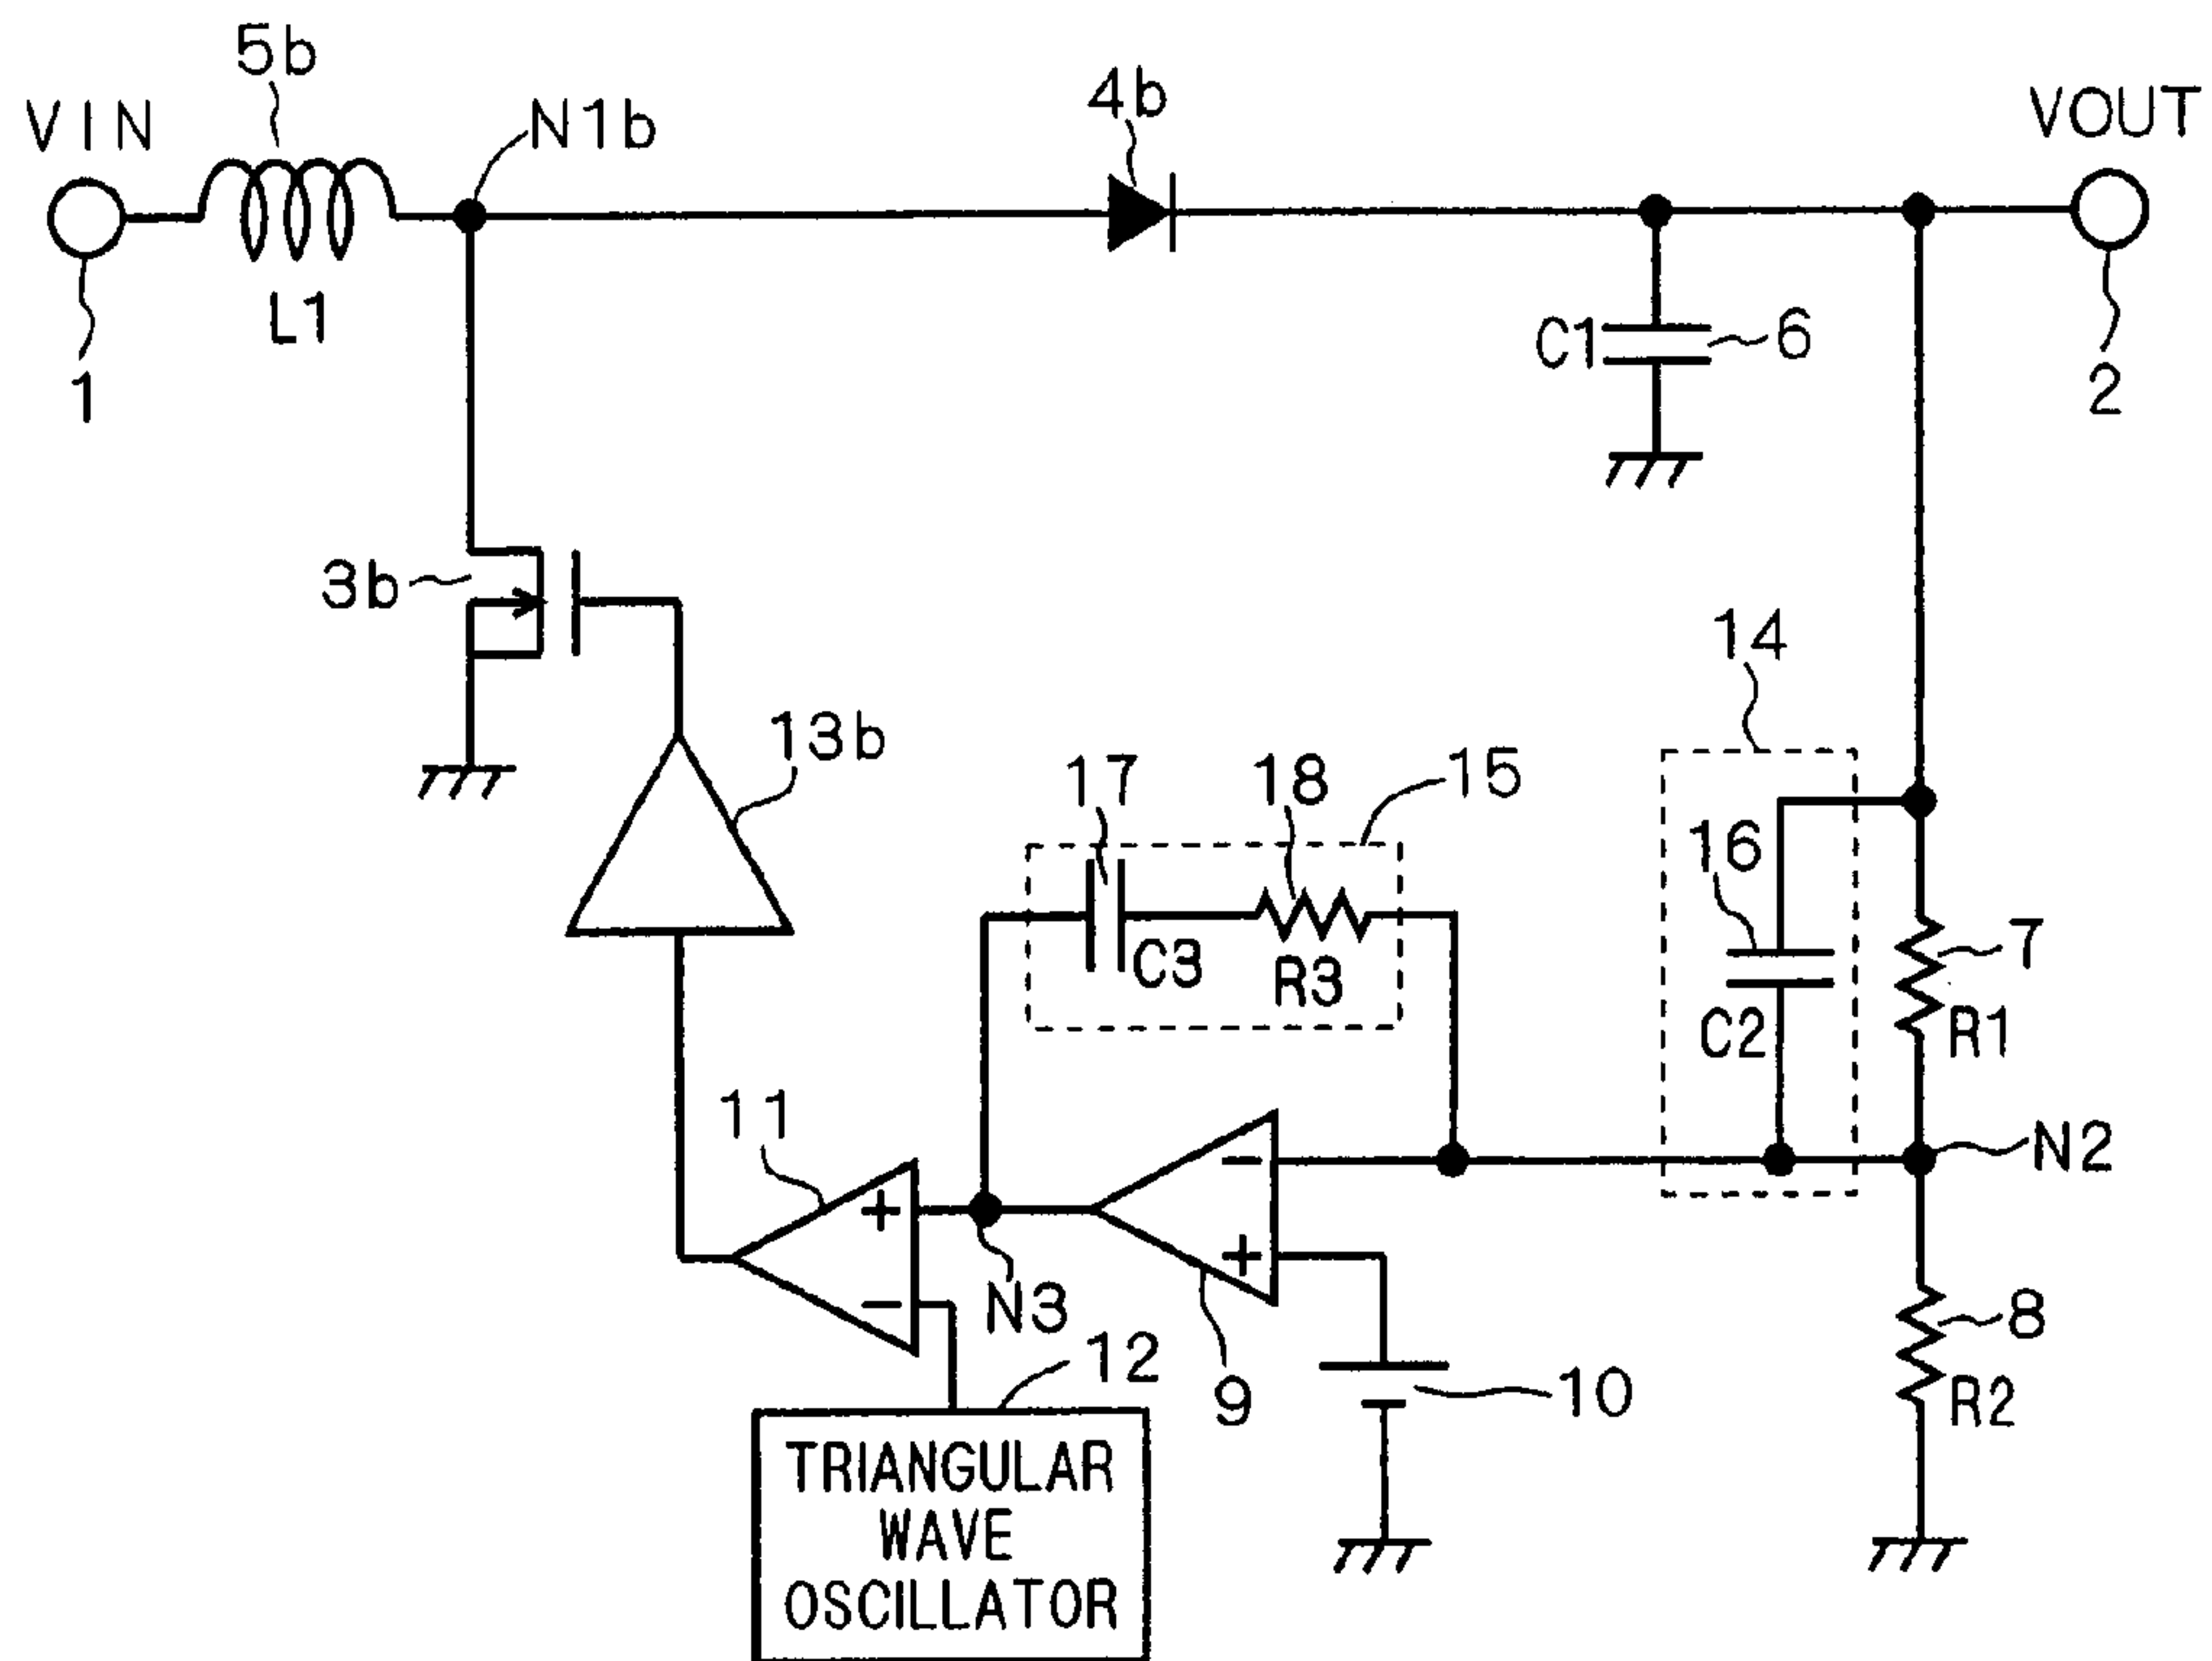 5b
VIN
N1b
4b
VOUT
L1
C1
6
1
2
3b
14
13b
17
18
15
16
7
C3
R3
C2
R1
11
N2
N3
12
9
10
8
R2
TRIANGULAR
WAVE
OSCILLATOR